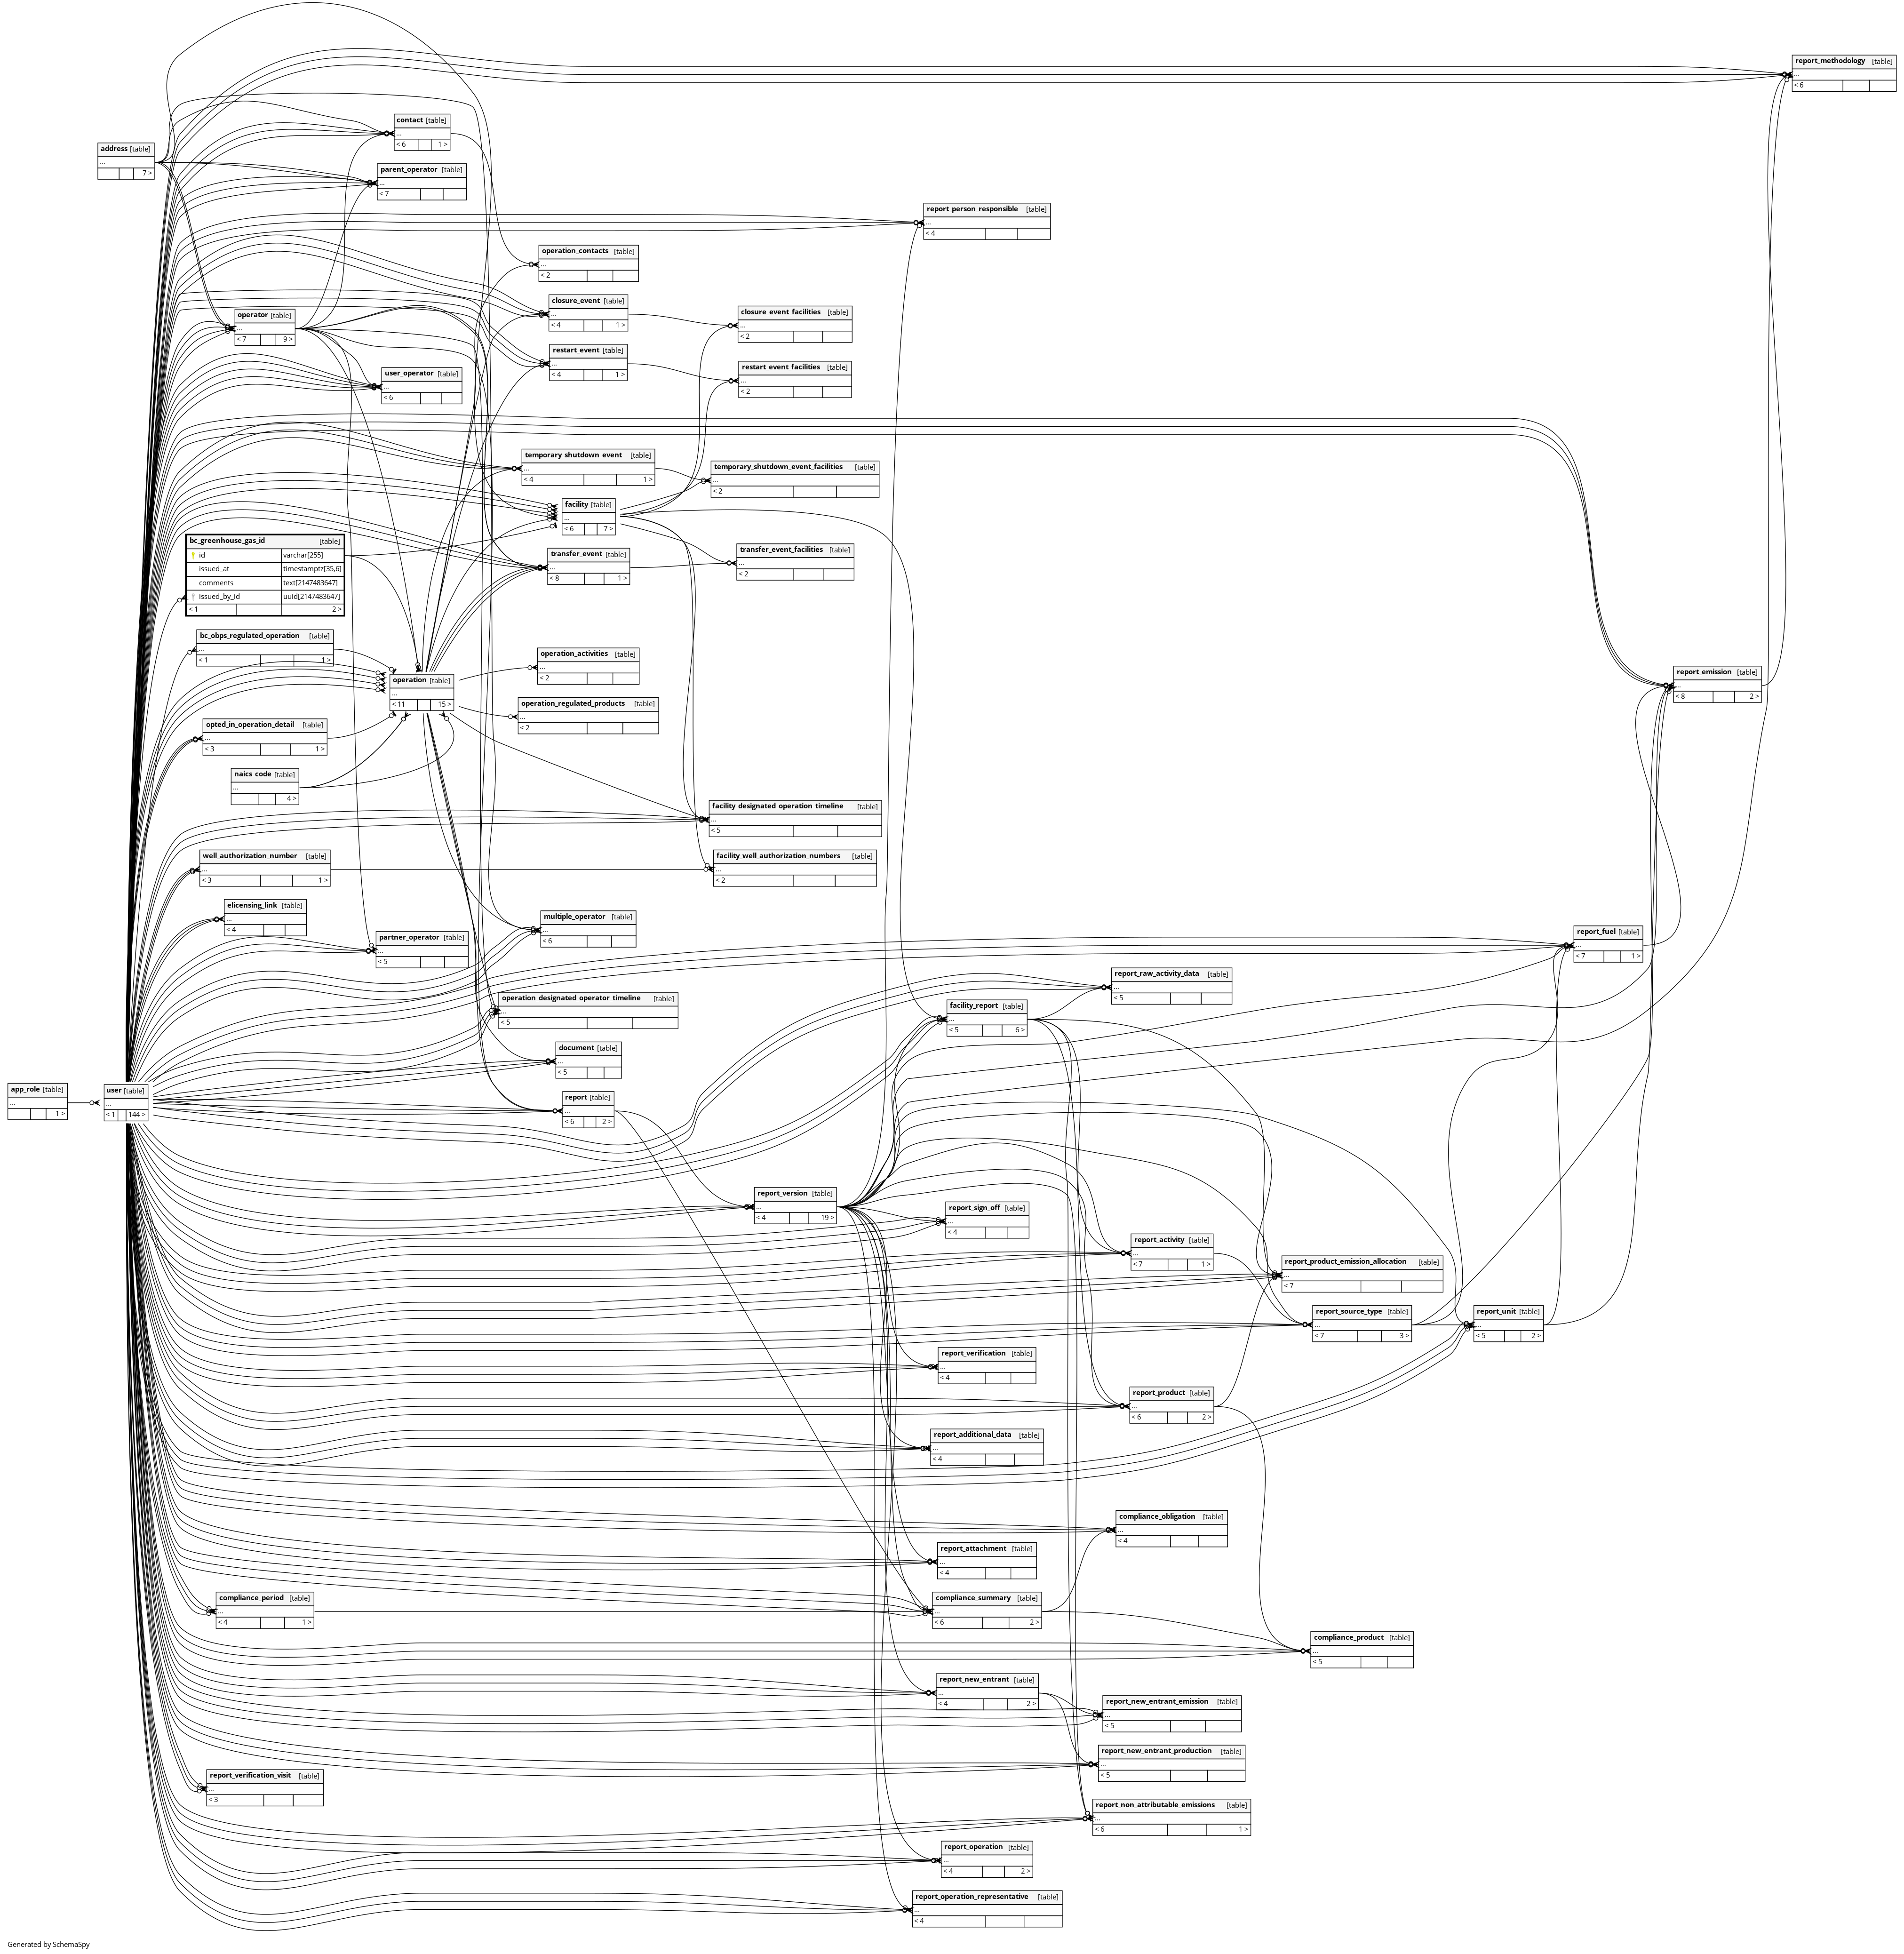 report_methodology [table]
...
< 6
contact [table]
...
< 6 1 >
address [table]
...
7 >
parent_operator [table]
...
< 7
report_person_responsible [table]
...
< 4
operation_contacts [table]
...
< 2
closure_event [table]
...
< 4 1 >
closure_event_facilities [table]
...
< 2
operator [table]
...
< 7 9 >
restart_event [table]
...
< 4 1 >
restart_event_facilities [table]
...
< 2
user_operator [table]
...
< 6
temporary_shutdown_event [table]
...
< 4 1 >
temporary_shutdown_event_facilities [table]
...
< 2
facility [table]
...
< 6 7 >
bc_greenhouse_gas_id [table]
id varchar[255]
issued_at timestamptz[35,6]
comments text[2147483647]
issued_by_id uuid[2147483647]
< 1 2 >
transfer_event [table]
...
< 8 1 >
transfer_event_facilities [table]
...
< 2
bc_obps_regulated_operation [table]
...
< 1 1 >
operation_activities [table]
...
< 2
operation [table]
...
< 11 15 >
report_emission [table]
...
< 8 2 >
operation_regulated_products [table]
...
< 2
opted_in_operation_detail [table]
...
< 3 1 >
naics_code [table]
...
4 >
facility_designated_operation_timeline [table]
...
< 5
well_authorization_number [table]
...
< 3 1 >
facility_well_authorization_numbers [table]
...
< 2
elicensing_link [table]
...
< 4
multiple_operator [table]
...
< 6
partner_operator [table]
...
< 5
report_fuel [table]
...
< 7 1 >
report_raw_activity_data [table]
...
< 5
operation_designated_operator_timeline [table]
...
< 5
facility_report [table]
...
< 5 6 >
document [table]
...
< 5
app_role [table]
...
1 >
user [table]
...
< 1 144 >
report [table]
...
< 6 2 >
report_version [table]
...
< 4 19 >
report_sign_off [table]
...
< 4
report_activity [table]
...
< 7 1 >
report_product_emission_allocation [table]
...
< 7
report_source_type [table]
...
< 7 3 >
report_unit [table]
...
< 5 2 >
report_verification [table]
...
< 4
report_product [table]
...
< 6 2 >
report_additional_data [table]
...
< 4
compliance_obligation [table]
...
< 4
report_attachment [table]
...
< 4
compliance_period [table]
...
< 4 1 >
compliance_summary [table]
...
< 6 2 >
compliance_product [table]
...
< 5
report_new_entrant [table]
...
< 4 2 >
report_new_entrant_emission [table]
...
< 5
report_new_entrant_production [table]
...
< 5
report_verification_visit [table]
...
< 3
report_non_attributable_emissions [table]
...
< 6 1 >
report_operation [table]
...
< 4 2 >
report_operation_representative [table]
...
< 4
Generated by SchemaSpy